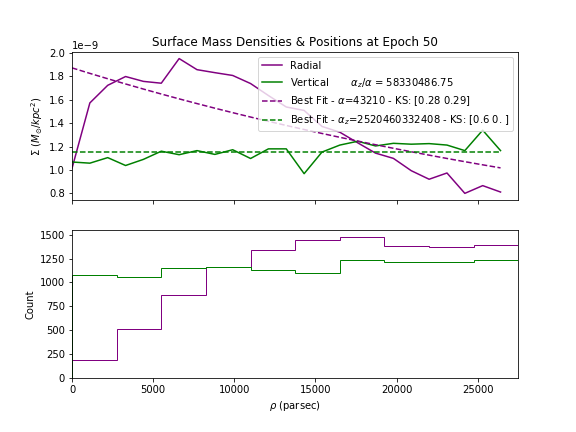 Surface Mass Densities & Positions at Epoch 50
1e−9
2.0
1.8
1.6
1.4
1.2
1.0
0.8
Σ (M⊙/kpc²)
Radial
Vertical α_z/α = 58330486.75
Best Fit - α=43210 - KS: [0.28 0.29]
Best Fit - α_z=2520460332408 - KS: [0.6 0. ]
1500
1250
1000
750
500
250
0
Count
0 5000 10000 15000 20000 25000
ρ (parsec)